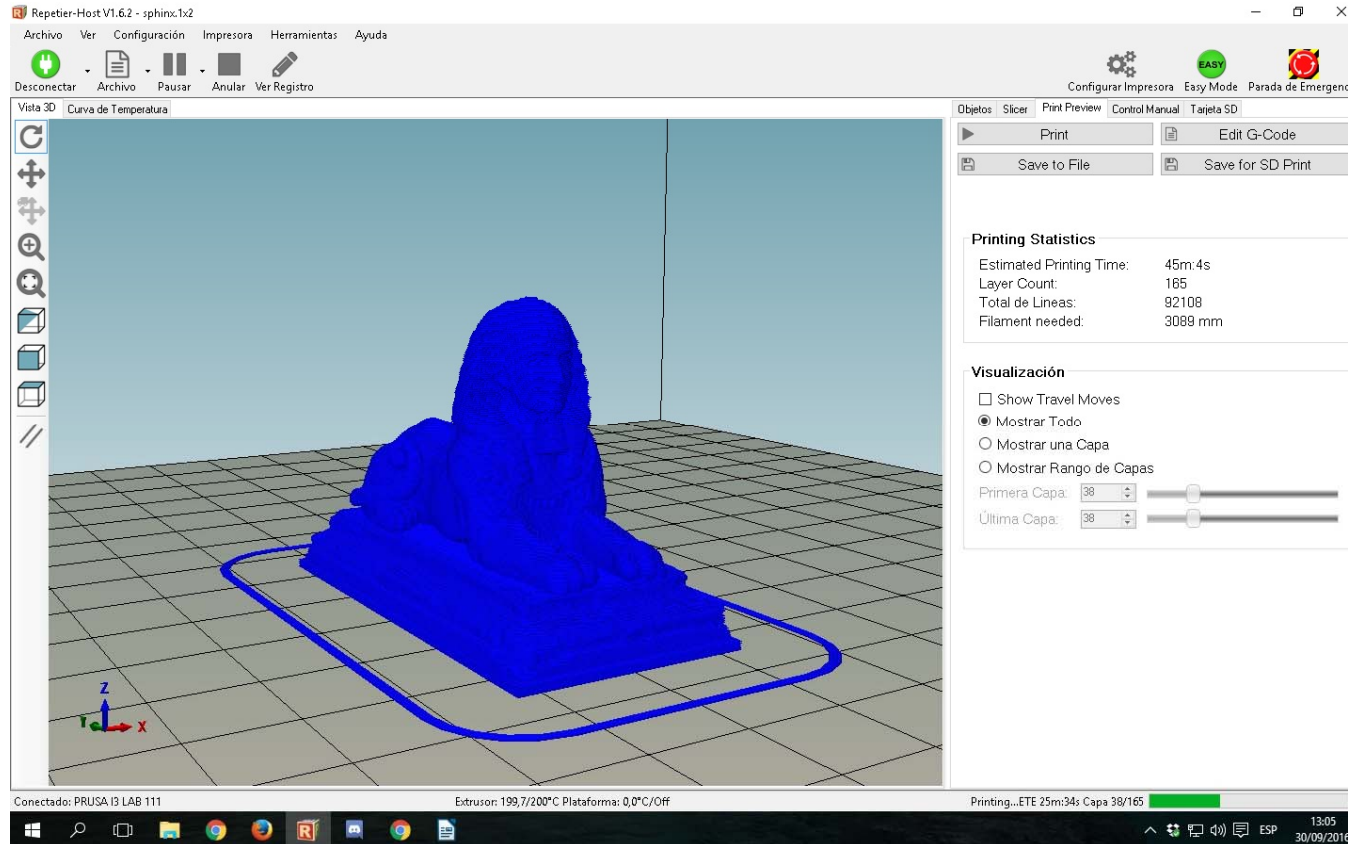 Repetier-Host V1.6.2 - sphinx.1x2
Archivo Ver Configuración Impresora Herramientas Ayuda
Desconectar Archivo Pausar Anular Ver Registro Configurar Impresora Easy Mode Parada de Emergenc
EASY
Vista 3D Curva de Temperatura
Objetos Slicer Print Preview Control Manual Tarjeta SD
Print Edit G-Code
Save to File Save for SD Print
Printing Statistics
Estimated Printing Time: 45m:4s
Layer Count: 165
Total de Lineas: 92108
Filament needed: 3089 mm
Visualización
Show Travel Moves
Mostrar Todo
Mostrar una Capa
Mostrar Rango de Capas
Primera Capa: 38
Última Capa: 38
Z
Y X
Conectado: PRUSA I3 LAB 111 Extrusor: 199,7/200°C Plataforma: 0,0°C/Off Printing...ETE 25m:34s Capa 38/165
ESP
13:05
30/09/2016